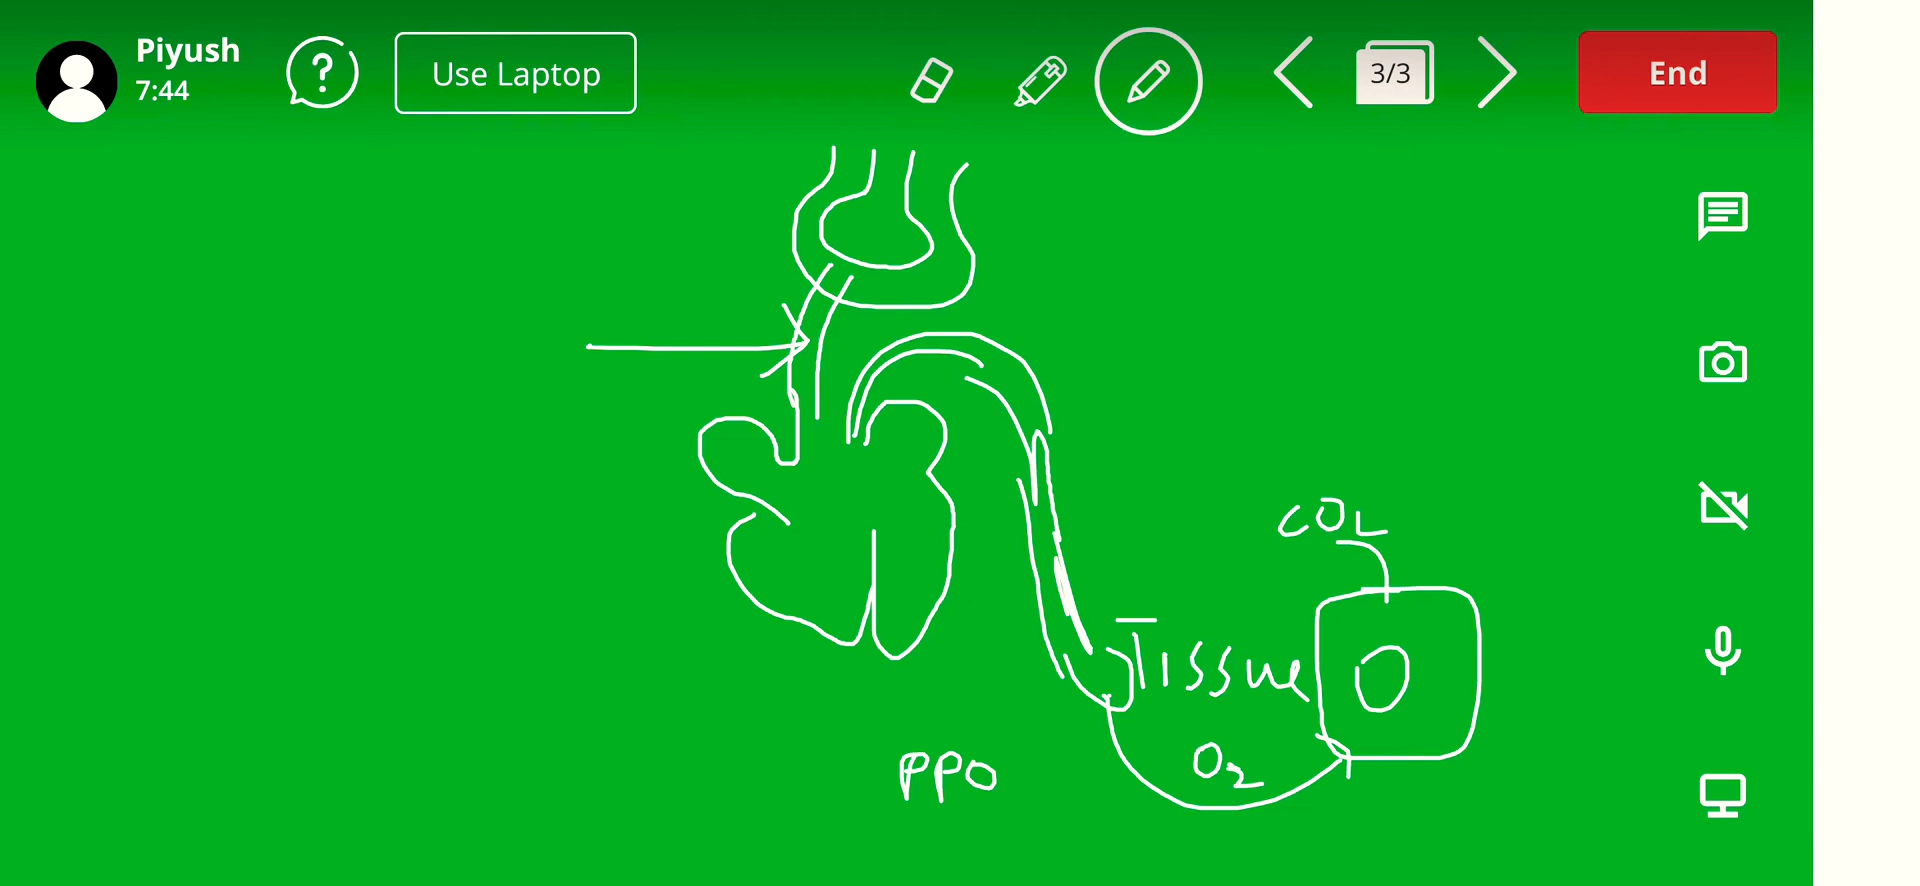 Piyush
7:44
?
Use Laptop
3/3
End
CO2
Tissue
O2
PPO